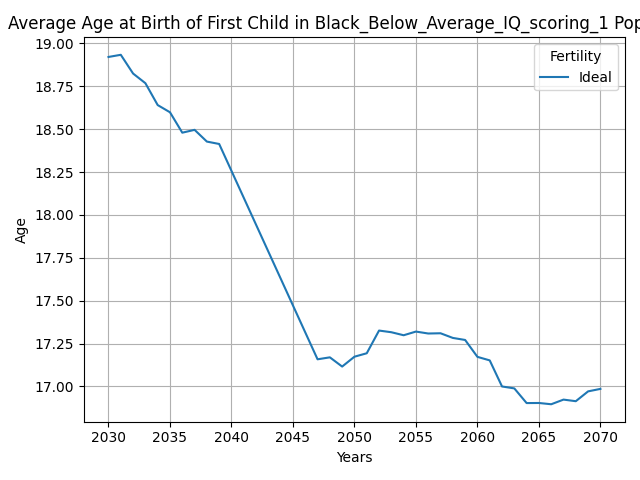 Average Age at Birth of First Child in Black_Below_Average_IQ_scoring_1 Pop
19.00
18.75
18.50
18.25
18.00
17.75
17.50
17.25
17.00
Age
Fertility
Ideal
2030 2035 2040 2045 2050 2055 2060 2065 2070
Years